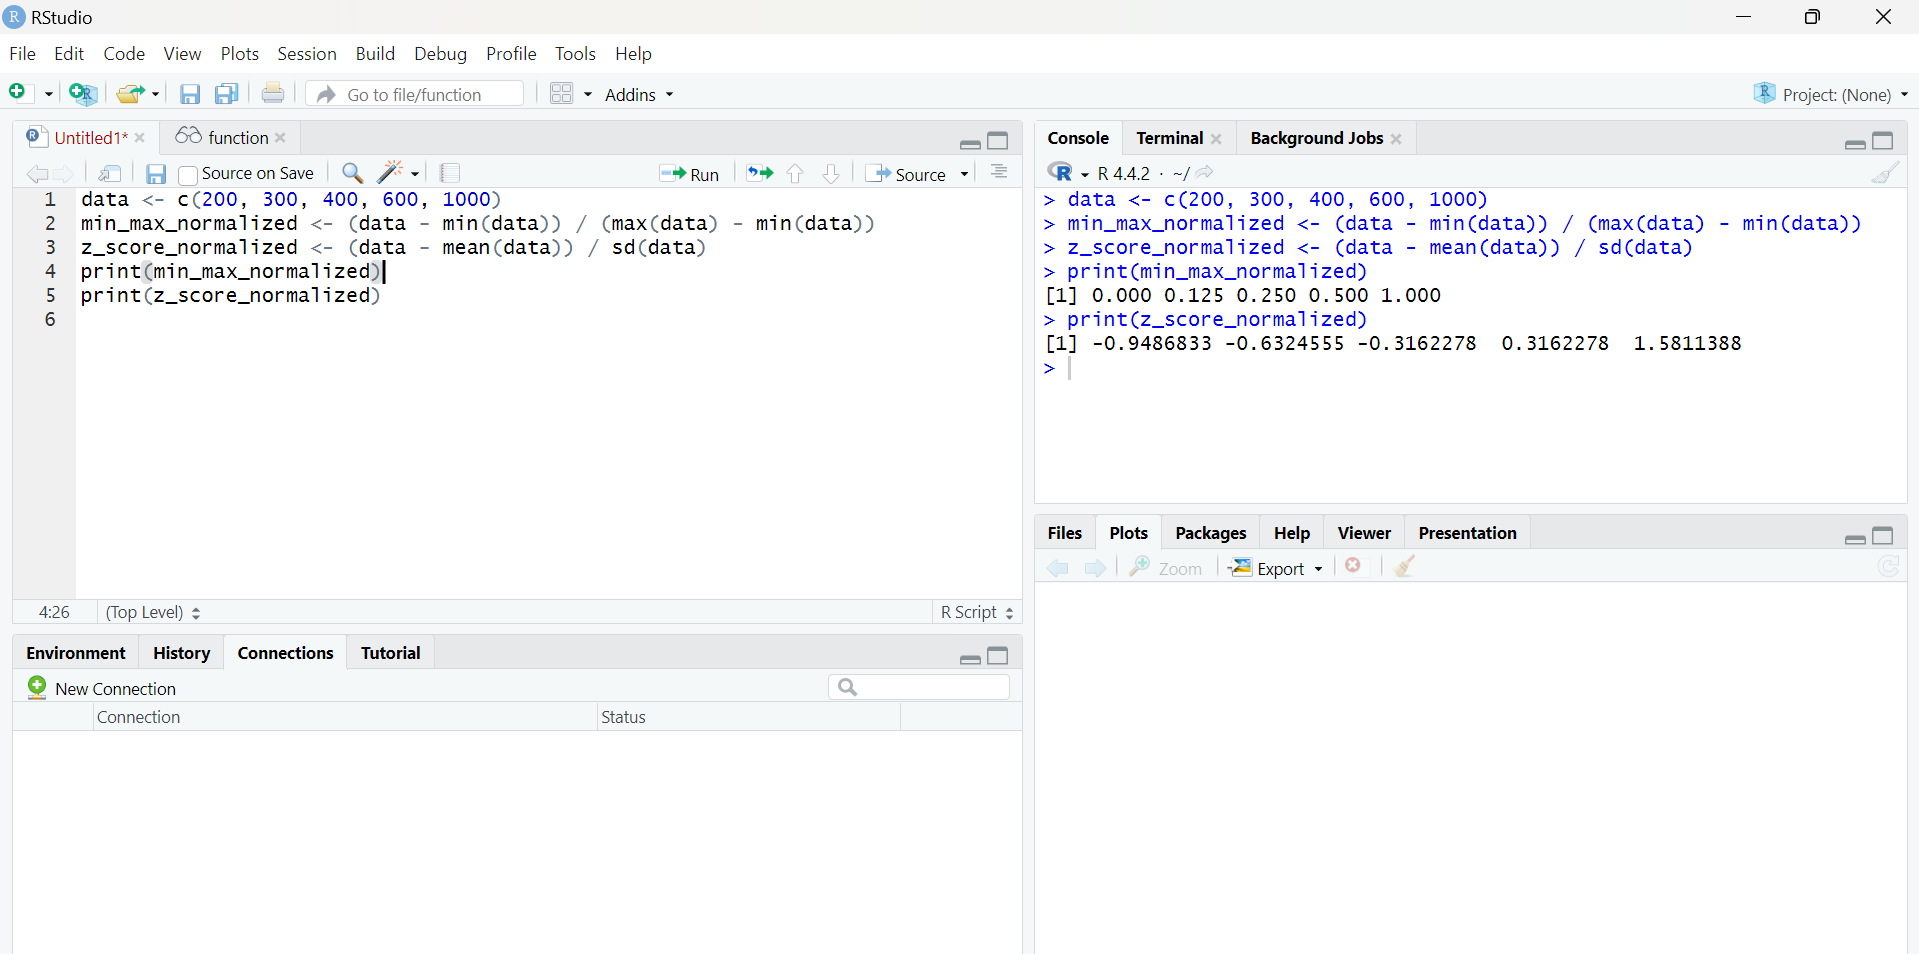 RStudio
File Edit Code View Plots Session Build Debug Profile Tools Help
Go to file/function Addins Project: (None)
Untitled1* function
Source on Save Run Source
1 data <- c(200, 300, 400, 600, 1000)
2 min_max_normalized <- (data - min(data)) / (max(data) - min(data))
3 z_score_normalized <- (data - mean(data)) / sd(data)
4 print(min_max_normalized)
5 print(z_score_normalized)
6
4:26 (Top Level) R Script
Environment History Connections Tutorial
New Connection
Connection Status
Console Terminal Background Jobs
R 4.4.2 · ~/
> data <- c(200, 300, 400, 600, 1000)
> min_max_normalized <- (data - min(data)) / (max(data) - min(data))
> z_score_normalized <- (data - mean(data)) / sd(data)
> print(min_max_normalized)
[1] 0.000 0.125 0.250 0.500 1.000
> print(z_score_normalized)
[1] -0.9486833 -0.6324555 -0.3162278  0.3162278  1.5811388
>
Files Plots Packages Help Viewer Presentation
Zoom Export